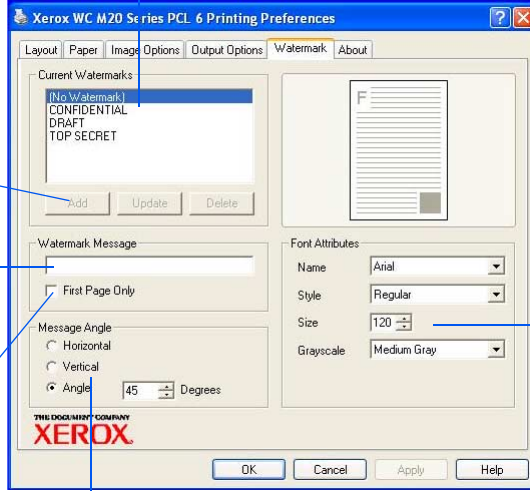 Xerox WC M20 Series PCL 6 Printing Preferences
Layout Paper Image Options Output Options Watermark About
Current Watermarks
(No Watermark)
CONFIDENTIAL
DRAFT
TOP SECRET
Add Update Delete
F
Watermark Message
First Page Only
Message Angle
Horizontal
Vertical
Angle 45 Degrees
Font Attributes
Name Arial
Style Regular
Size 120
Grayscale Medium Gray
THE DOCUMENT COMPANY
XEROX.
OK Cancel Apply Help